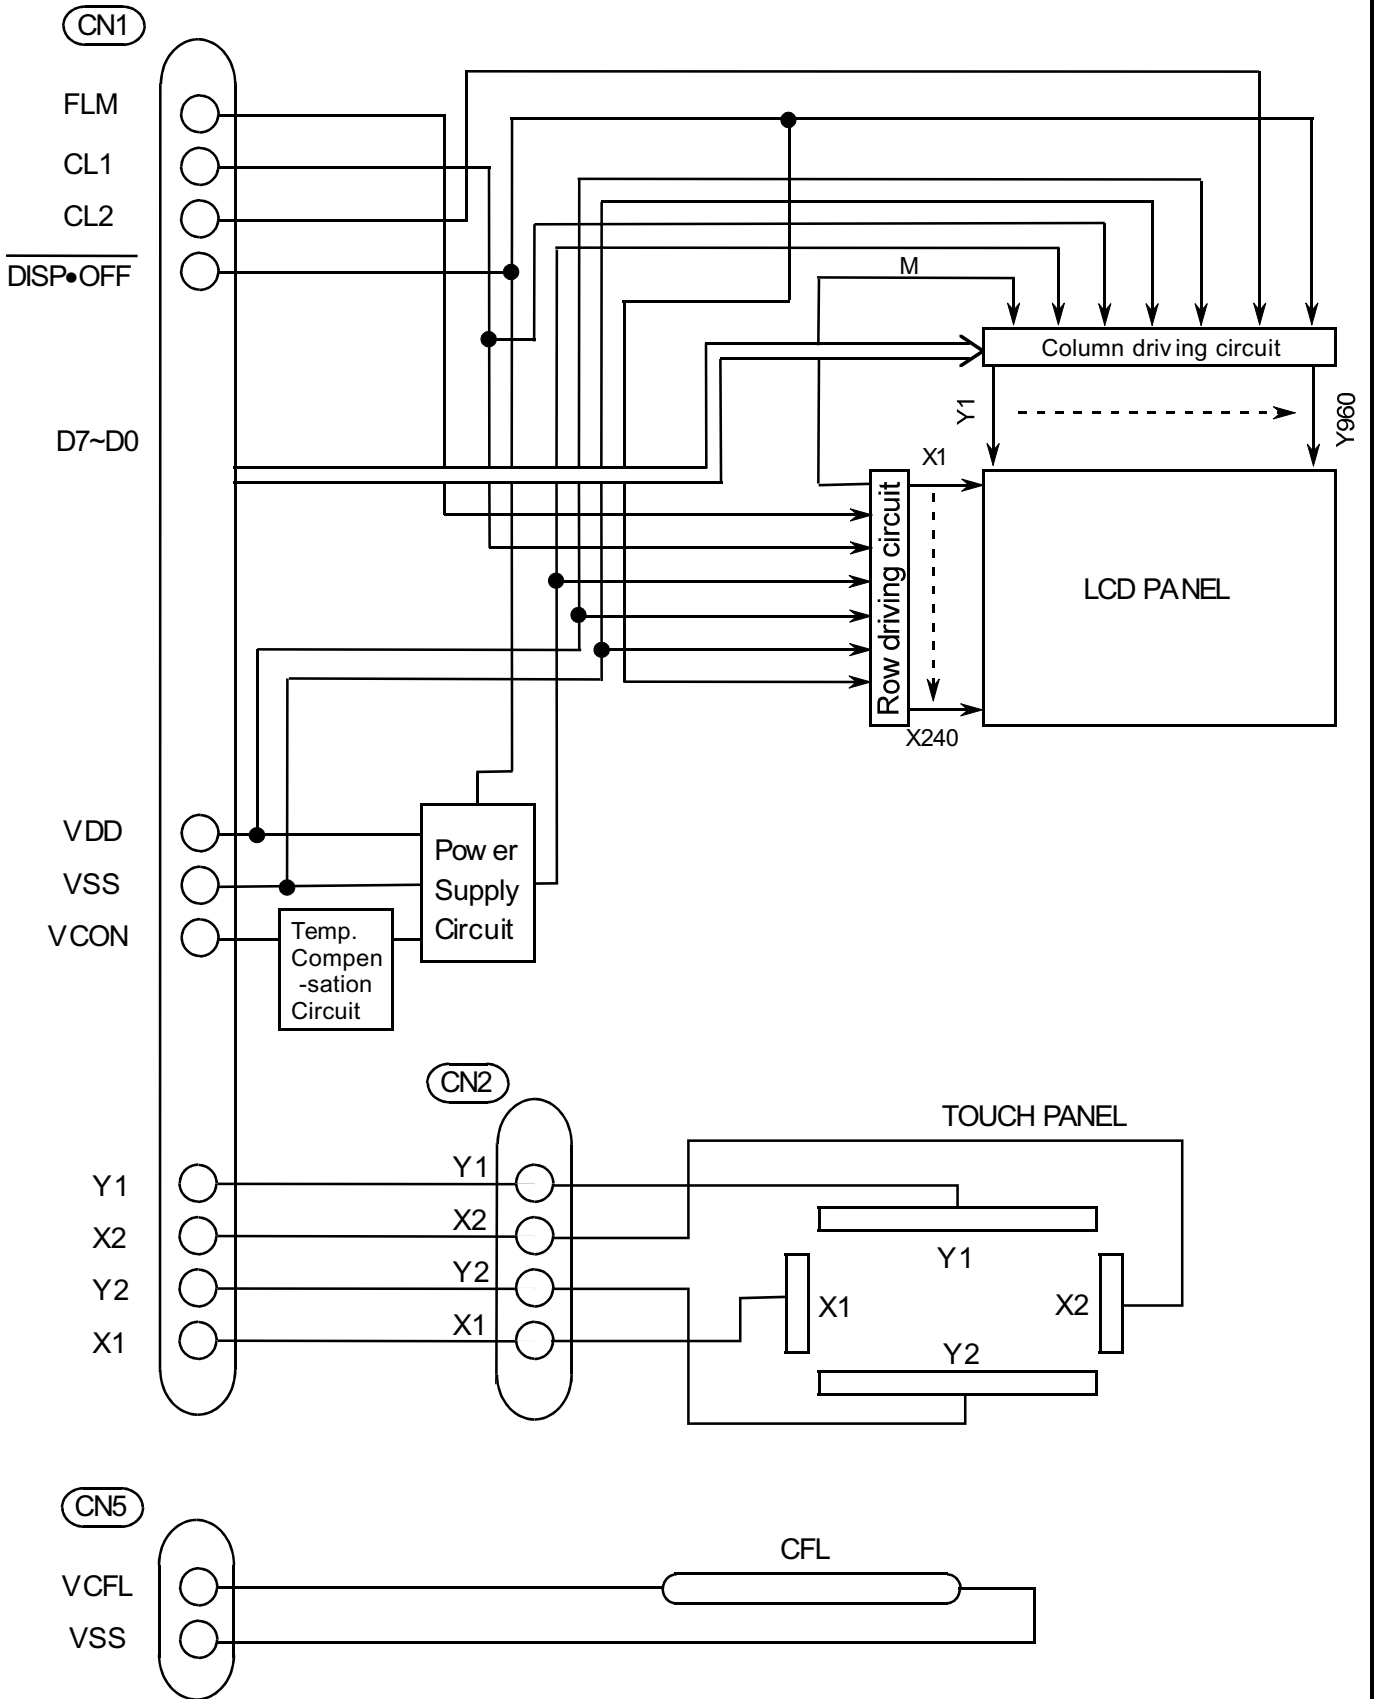 CN1
FLM
CL1
CL2
DISP•OFF
M
Column driving circuit
Y1
Y960
D7~D0
X1
Row driving circuit
LCD PANEL
X240
VDD
VSS
VCON
Power
Supply
Circuit
Temp.
Compen
-sation
Circuit
CN2
TOUCH PANEL
Y1
X2
Y2
X1
Y1
X2
Y2
X1
Y1
X1
X2
Y2
CN5
CFL
VCFL
VSS